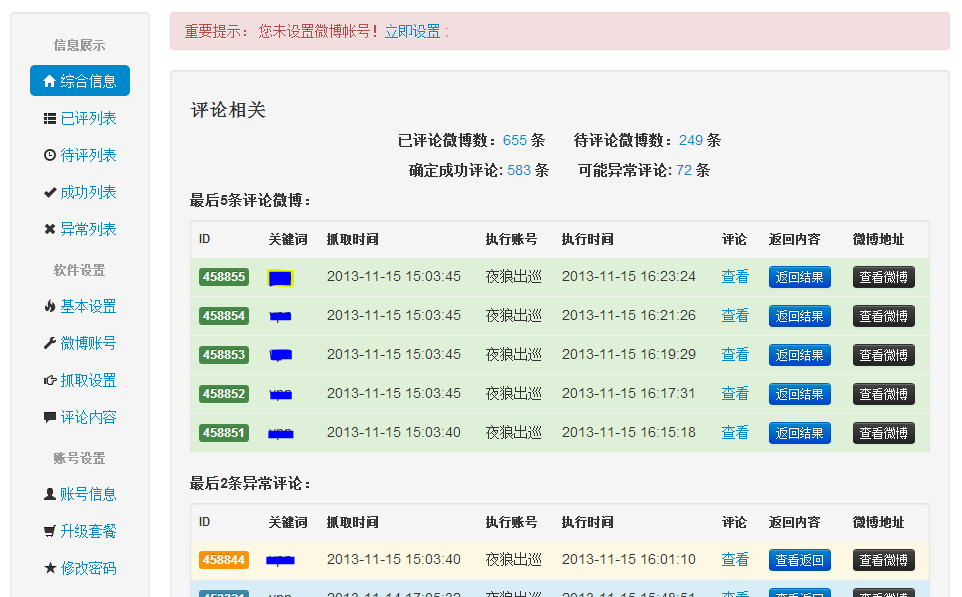 信息展示
综合信息
已评列表
待评列表
成功列表
异常列表
软件设置
基本设置
微博账号
抓取设置
评论内容
账号设置
账号信息
升级套餐
修改密码
重要提示： 您未设置微博帐号! 立即设置 ;
评论相关
已评论微博数： 655 条 待评论微博数： 249 条
确定成功评论: 583 条 可能异常评论: 72 条
最后5条评论微博：
ID 关键词 抓取时间 执行账号 执行时间 评论 返回内容 微博地址
458855 2013-11-15 15:03:45 夜狼出巡 2013-11-15 16:23:24 查看 返回结果 查看微博
458854 2013-11-15 15:03:45 夜狼出巡 2013-11-15 16:21:26 查看 返回结果 查看微博
458853 2013-11-15 15:03:45 夜狼出巡 2013-11-15 16:19:29 查看 返回结果 查看微博
458852 2013-11-15 15:03:45 夜狼出巡 2013-11-15 16:17:31 查看 返回结果 查看微博
458851 2013-11-15 15:03:40 夜狼出巡 2013-11-15 16:15:18 查看 返回结果 查看微博
最后2条异常评论：
ID 关键词 抓取时间 执行账号 执行时间 评论 返回内容 微博地址
458844 2013-11-15 15:03:40 夜狼出巡 2013-11-15 16:01:10 查看 查看返回 查看微博
夜狼出巡 查看 查看返回 查看微博